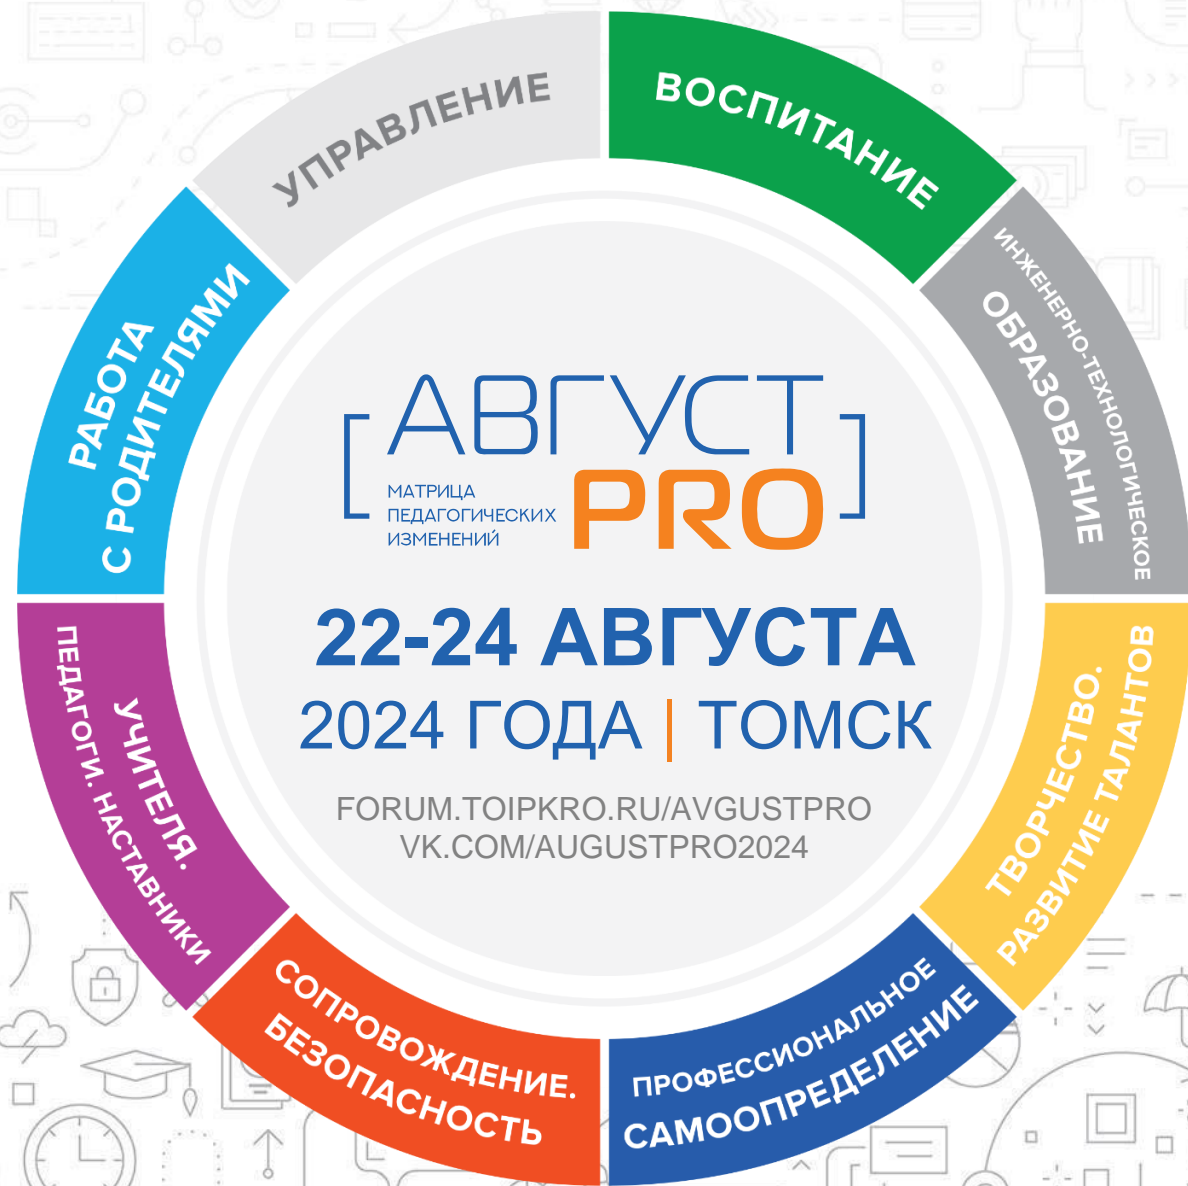 УПРАВЛЕНИЕ
ВОСПИТАНИЕ
ИНЖЕНЕРНО-ТЕХНОЛОГИЧЕСКОЕ
ОБРАЗОВАНИЕ
ТВОРЧЕСТВО.
РАЗВИТИЕ ТАЛАНТОВ
ПРОФЕССИОНАЛЬНОЕ
САМООПРЕДЕЛЕНИЕ
СОПРОВОЖДЕНИЕ.
БЕЗОПАСНОСТЬ
УЧИТЕЛЯ.
ПЕДАГОГИ. НАСТАВНИКИ
РАБОТА
С РОДИТЕЛЯМИ
[АВГУСТ
PRO]
МАТРИЦА
ПЕДАГОГИЧЕСКИХ
ИЗМЕНЕНИЙ
22-24 АВГУСТА
2024 ГОДА | ТОМСК
FORUM.TOIPKRO.RU/AVGUSTPRO
VK.COM/AUGUSTPRO2024